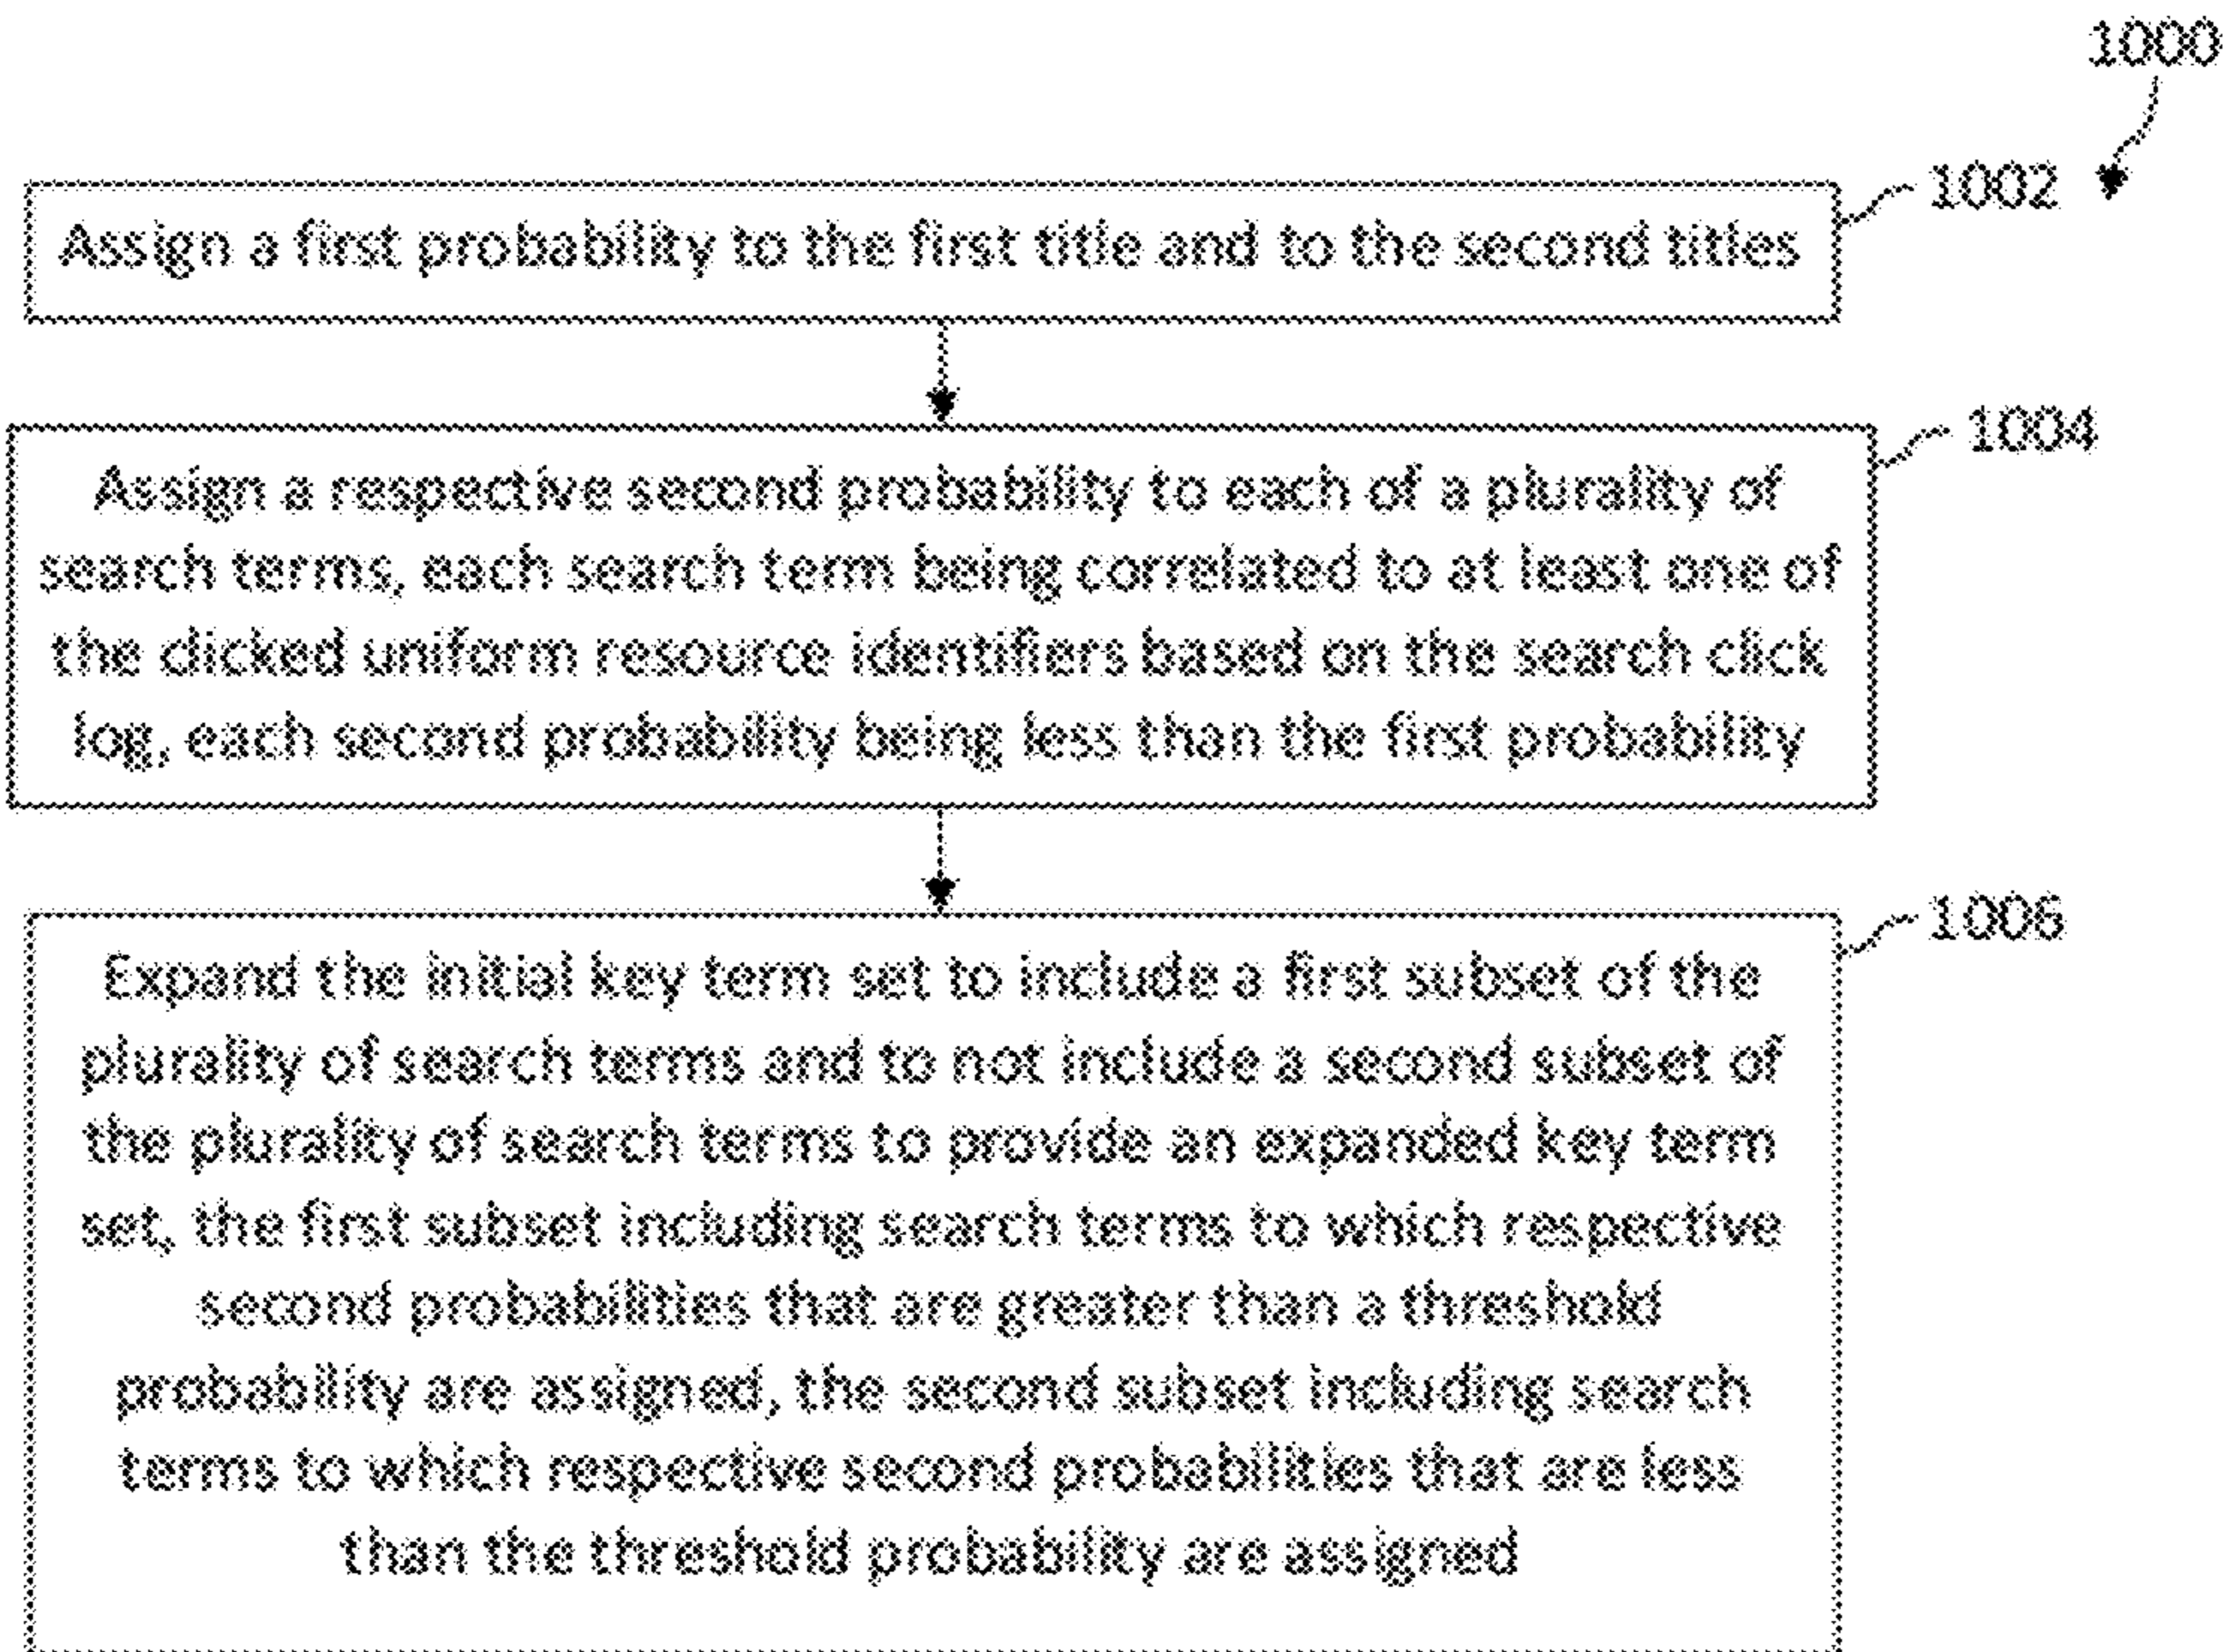 1000
1002
Assign a first probability to the first title and to the second titles
1004
Assign a respective second probability to each of a plurality of
search terms, each search term being correlated to at least one of
the clicked uniform resource identifiers based on the search click
log, each second probability being less than the first probability
1006
Expand the initial key term set to include a first subset of the
plurality of search terms and to not include a second subset of
the plurality of search terms to provide an expanded key term
set, the first subset including search terms to which respective
second probabilities that are greater than a threshold
probability are assigned, the second subset including search
terms to which respective second probabilities that are less
than the threshold probability are assigned